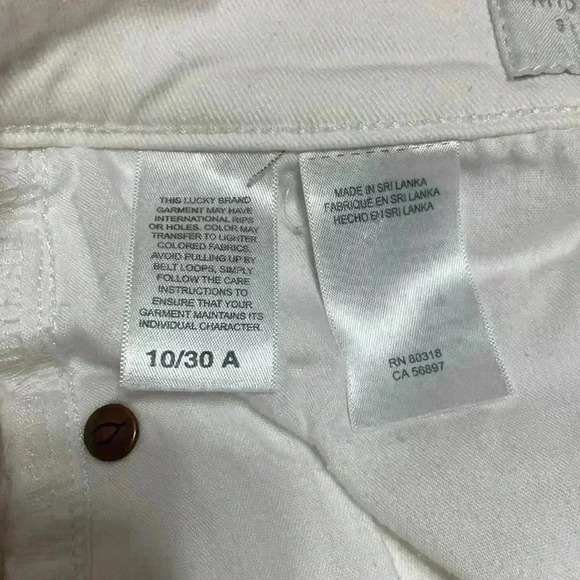 THIS LUCKY BRAND
GARMENT MAY HAVE
INTERNATIONAL RIPS
OR HOLES. COLOR MAY
TRANSFER TO LIGHTER
COLORED FABRICS.
AVOID PULLING UP BY
BELT LOOPS, SIMPLY
FOLLOW THE CARE
INSTRUCTIONS TO
ENSURE THAT YOUR
GARMENT MAINTAINS ITS
INDIVIDUAL CHARACTER.
10/30 A
MADE IN SRI LANKA
FABRIQUÉ EN SRI LANKA
HECHO EN SRI LANKA
RN 80318
CA 56897